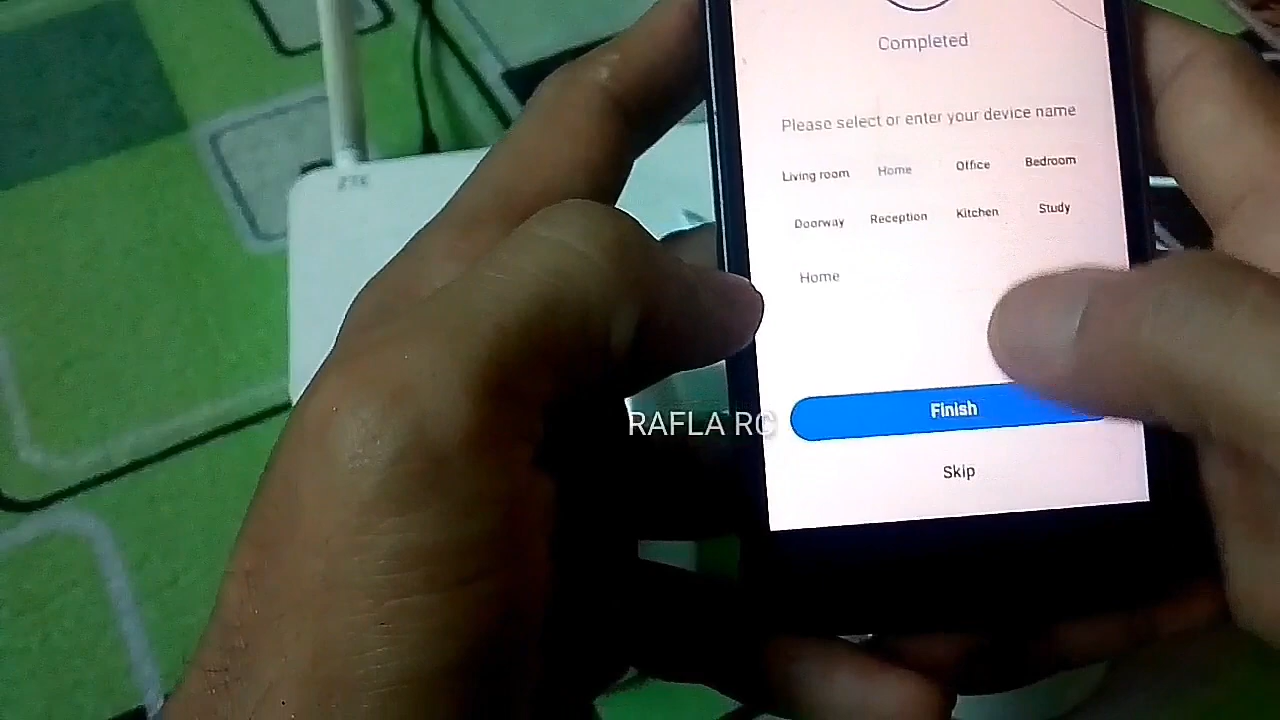 Completed
Please select or enter your device name
Living room Home Office Bedroom
Doorway Reception Kitchen Study
Home
Finish
Skip
ZTE
RAFLA RC